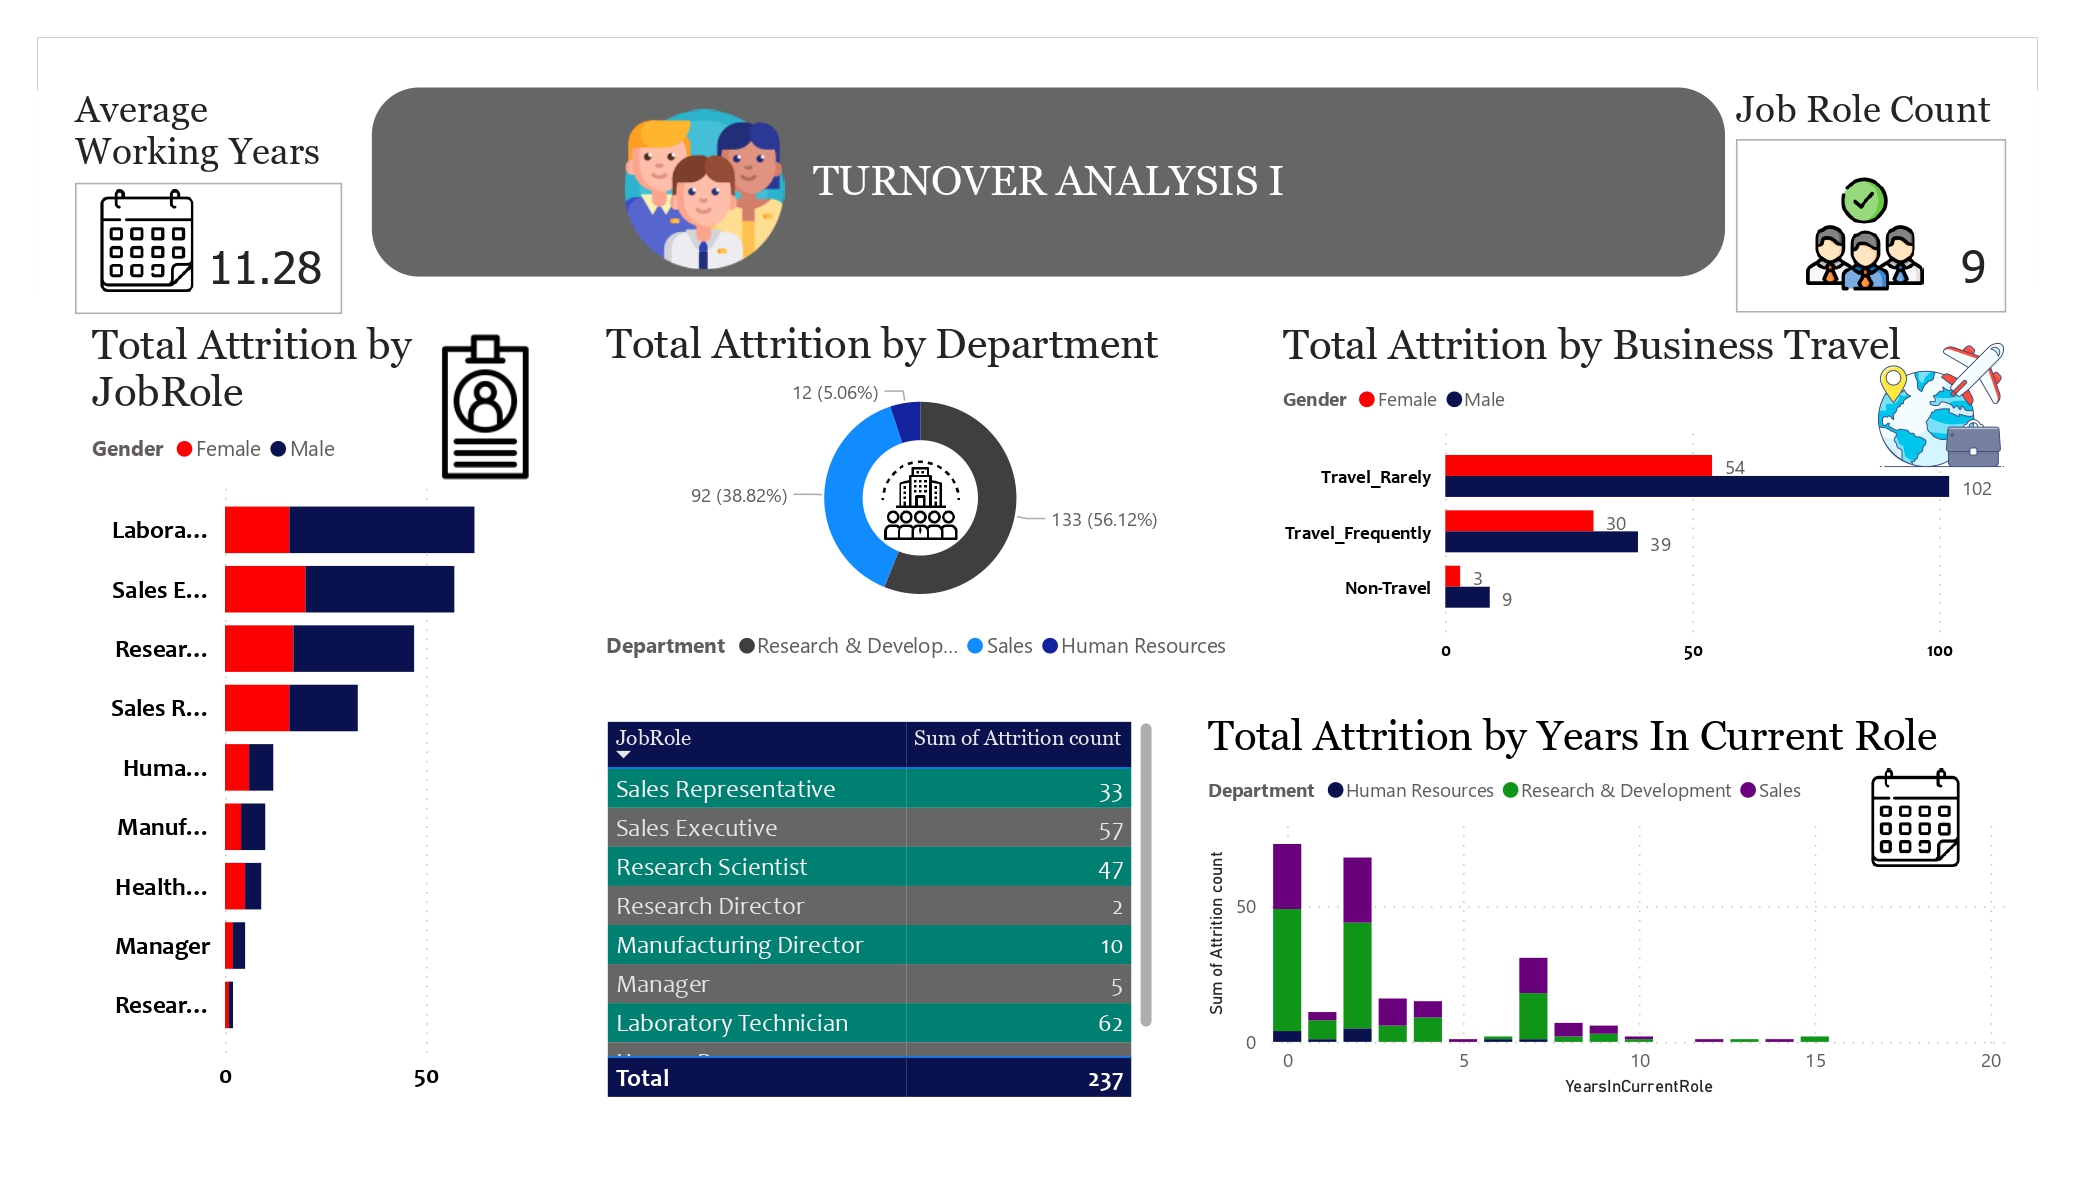 Average
Working Years
11.28
TURNOVER ANALYSIS I
Job Role Count
9
Total Attrition by
JobRole
Gender Female Male
Labora...
Sales E...
Resear...
Sales R...
Huma...
Manuf...
Health...
Manager
Resear...
0 50
Total Attrition by Department
12 (5.06%)
92 (38.82%)
133 (56.12%)
Department Research & Develop... Sales Human Resources
Total Attrition by Business Travel
Gender Female Male
Travel_Rarely 54
102
Travel_Frequently 30
39
Non-Travel 3
9
0 50 100
JobRole Sum of Attrition count
Sales Representative 33
Sales Executive 57
Research Scientist 47
Research Director 2
Manufacturing Director 10
Manager 5
Laboratory Technician 62
Total 237
Total Attrition by Years In Current Role
Department Human Resources Research & Development Sales
Sum of Attrition count
50
0
0 5 10 15 20
YearsInCurrentRole